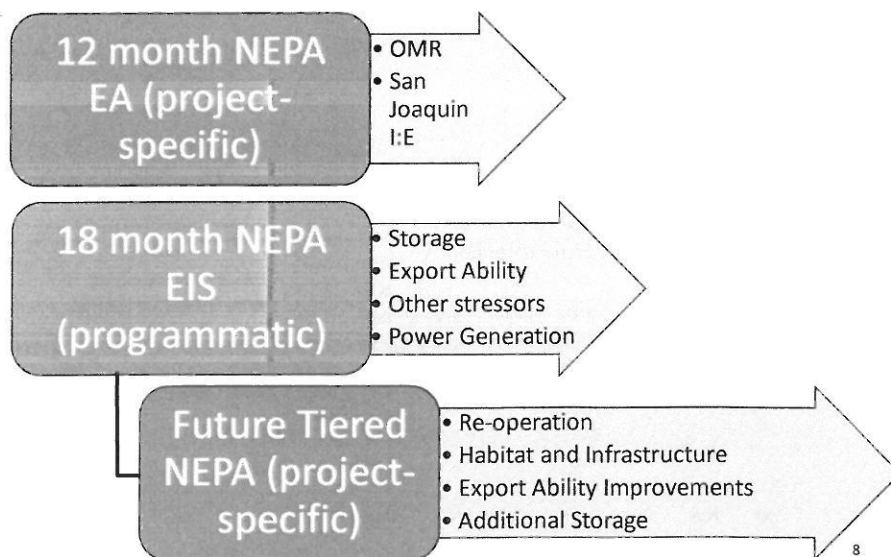 12 month NEPA
EA (project-
specific)
• OMR
• San
Joaquin
I:E
18 month NEPA
EIS
(programmatic)
• Storage
• Export Ability
• Other stressors
• Power Generation
Future Tiered
NEPA (project-
specific)
• Re-operation
• Habitat and Infrastructure
• Export Ability Improvements
• Additional Storage
8